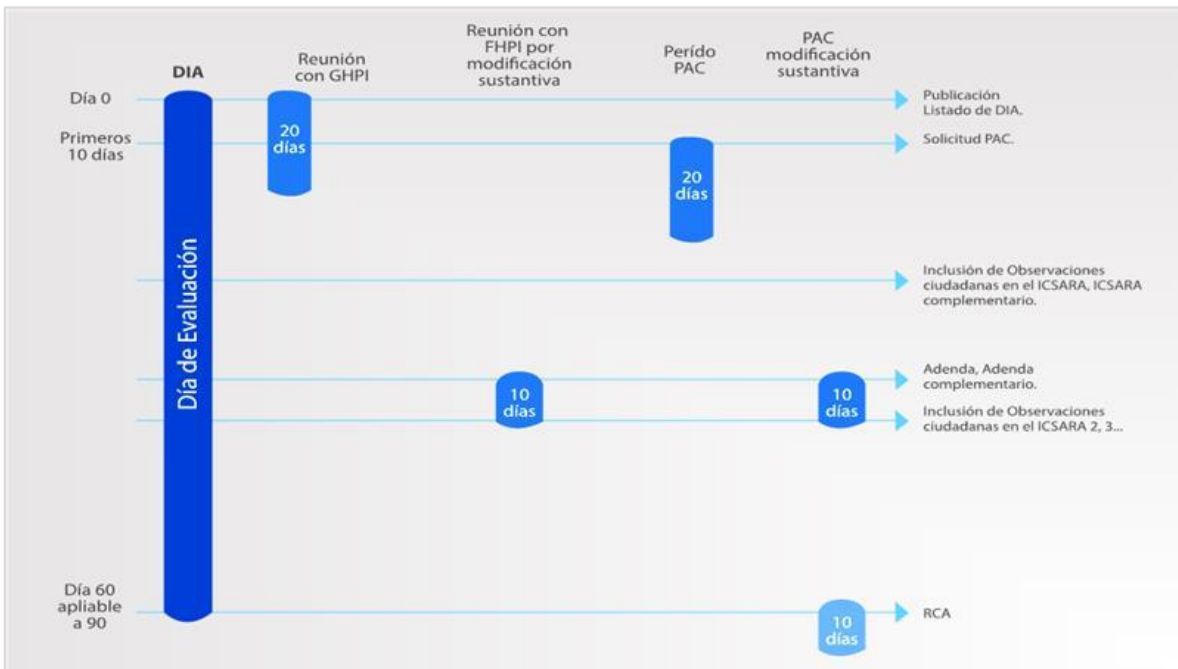 DIA
Reunión
con GHPI
Reunión con
FHPI por
modificación
sustantiva
Perído
PAC
PAC
modificación
sustantiva
Día 0
Publicación
Listado de DIA.
Primeros
10 días
20
días
Solicitud PAC.
20
días
Día de Evaluación
Inclusión de Observaciones
ciudadanas en el ICSARA, ICSARA
complementario.
Adenda, Adenda
complementario.
10
días
10
días
Inclusión de Observaciones
ciudadanas en el ICSARA 2, 3...
Día 60
apliable
a 90
RCA
10
días